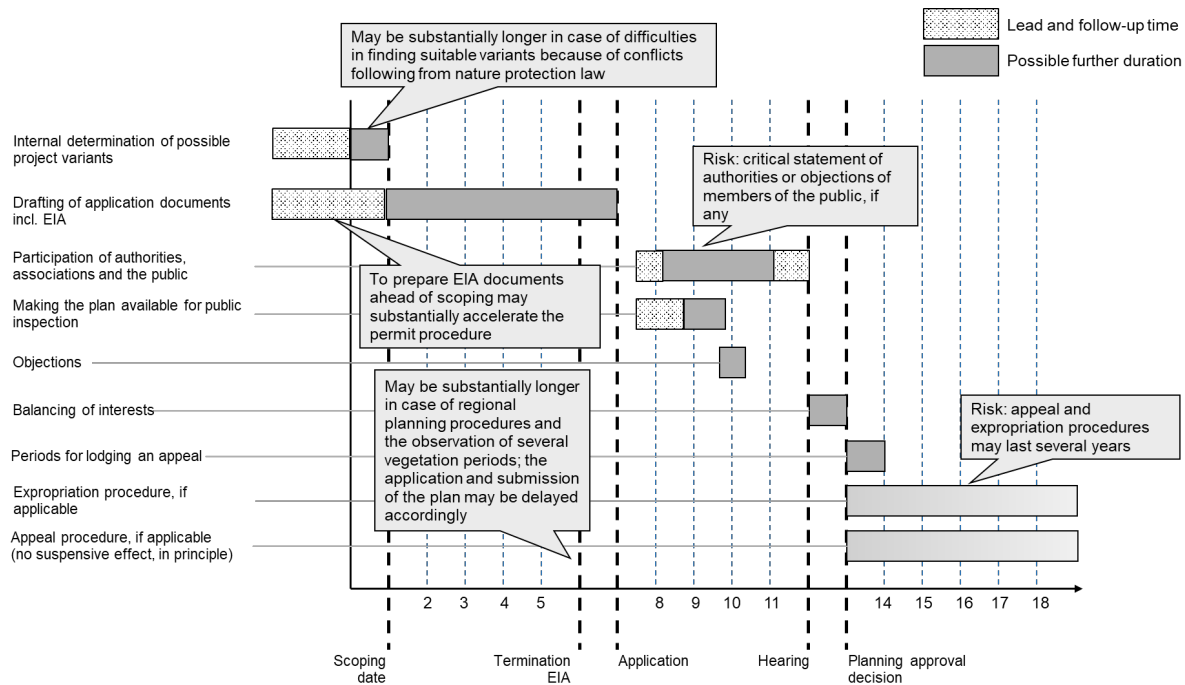 Lead and follow-up time
Possible further duration
May be substantially longer in case of difficulties
in finding suitable variants because of conflicts
following from nature protection law
Internal determination of possible
project variants
Risk: critical statement of
authorities or objections of
members of the public, if
any
Drafting of application documents
incl. EIA
Participation of authorities,
associations and the public
To prepare EIA documents
ahead of scoping may
substantially accelerate the
permit procedure
Making the plan available for public
inspection
Objections
May be substantially longer
in case of regional
planning procedures and
the observation of several
vegetation periods; the
application and submission
of the plan may be delayed
accordingly
Balancing of interests
Risk: appeal and
expropriation procedures
may last several years
Periods for lodging an appeal
Expropriation procedure, if
applicable
Appeal procedure, if applicable
(no suspensive effect, in principle)
2 3 4 5 8 9 10 11 14 15 16 17 18
Scoping
date
Termination
EIA
Application
Hearing
Planning approval
decision